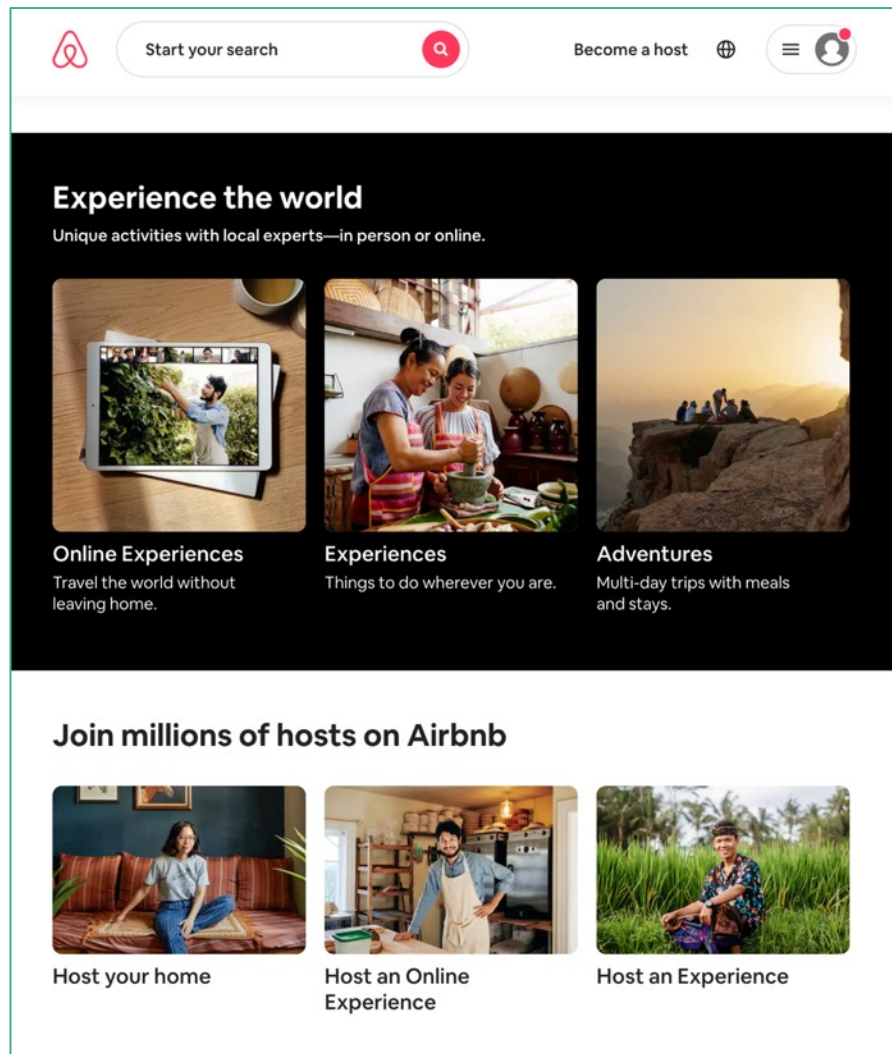 Start your search
Become a host
Experience the world
Unique activities with local experts—in person or online.
Online Experiences
Travel the world without
leaving home.
Experiences
Things to do wherever you are.
Adventures
Multi-day trips with meals
and stays.
Join millions of hosts on Airbnb
Host your home
Host an Online
Experience
Host an Experience